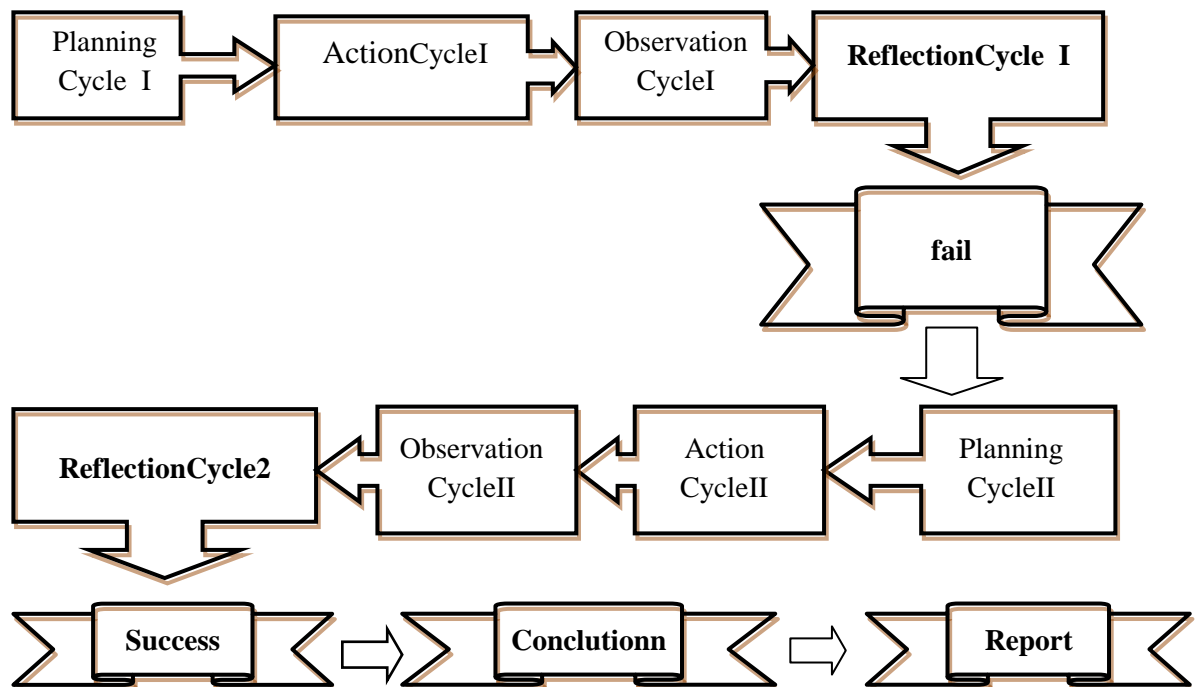 Planning
Cycle I
ActionCycleI
Observation
CycleI
ReflectionCycle I
fail
Planning
CycleII
Action
CycleII
Observation
CycleII
ReflectionCycle2
Success
Conclutionn
Report